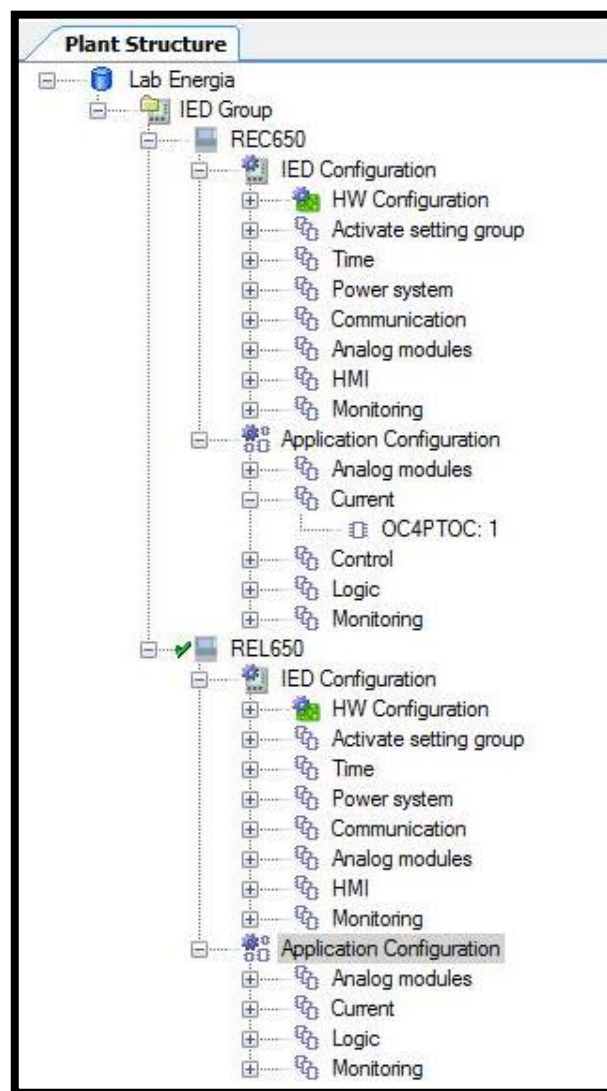 Plant Structure
Lab Energia
IED Group
REC650
IED Configuration
HW Configuration
Activate setting group
Time
Power system
Communication
Analog modules
HMI
Monitoring
Application Configuration
Analog modules
Current
OC4PTOC: 1
Control
Logic
Monitoring
REL650
IED Configuration
HW Configuration
Activate setting group
Time
Power system
Communication
Analog modules
HMI
Monitoring
Application Configuration
Analog modules
Current
Logic
Monitoring